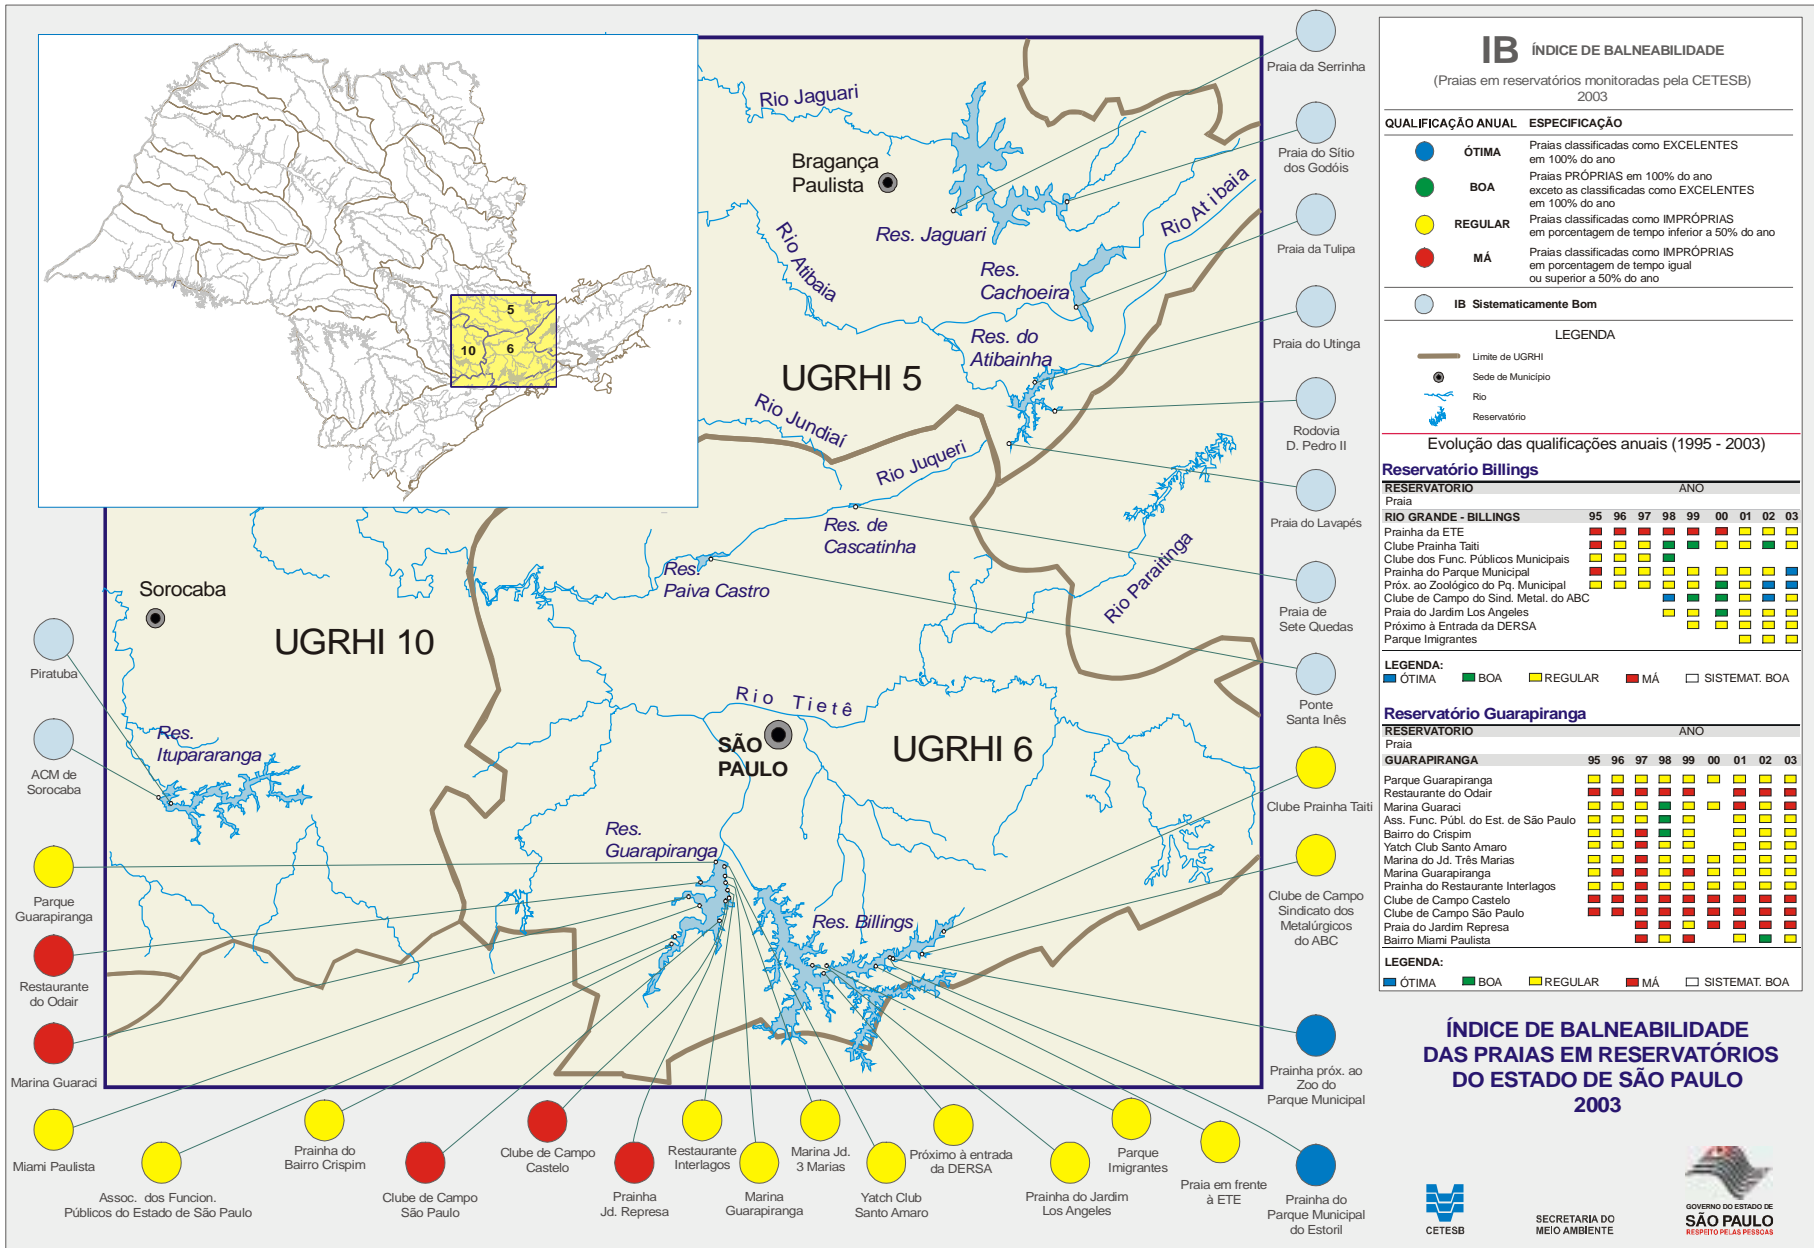 5
10
6
Rio Jaguari
Bragança
Paulista
Res. Jaguari
Rio Atibaia
Rio Atibaia
Res.
Cachoeira
Res. do
Atibainha
UGRHI 5
Rio Jundiaí
Rio Juqueri
Res. de
Cascatinha
Res.
Paiva Castro
Rio Paraitinga
Sorocaba
UGRHI 10
Rio Tietê
SÃO
PAULO
UGRHI 6
Res.
Itupararanga
Res.
Guarapiranga
Res. Billings
Praia da Serrinha
Praia do Sítio
dos Godóis
Praia da Tulipa
Praia do Utinga
Rodovia
D. Pedro II
Praia do Lavapés
Praia de
Sete Quedas
Ponte
Santa Inês
Clube Prainha Taiti
Clube de Campo
Sindicato dos
Metalúrgicos
do ABC
Prainha próx. ao
Zoo do
Parque Municipal
Prainha do
Parque Municipal
do Estoril
Piratuba
ACM de
Sorocaba
Parque
Guarapiranga
Restaurante
do Odair
Marina Guaraci
Miami Paulista
Assoc. dos Funcion.
Públicos do Estado de São Paulo
Prainha do
Bairro Crispim
Clube de Campo
São Paulo
Clube de Campo
Castelo
Prainha
Jd. Represa
Restaurante
Interlagos
Marina
Guarapiranga
Marina Jd.
3 Marias
Yatch Club
Santo Amaro
Próximo à entrada
da DERSA
Prainha do Jardim
Los Angeles
Parque
Imigrantes
Praia em frente
à ETE
IB ÍNDICE DE BALNEABILIDADE
(Praias em reservatórios monitoradas pela CETESB)
2003
QUALIFICAÇÃO ANUAL ESPECIFICAÇÃO
ÓTIMA Praias classificadas como EXCELENTES
em 100% do ano
BOA Praias PRÓPRIAS em 100% do ano
exceto as classificadas como EXCELENTES
em 100% do ano
REGULAR Praias classificadas como IMPRÓPRIAS
em porcentagem de tempo inferior a 50% do ano
MÁ Praias classificadas como IMPRÓPRIAS
em porcentagem de tempo igual
ou superior a 50% do ano
IB Sistematicamente Bom
LEGENDA
Limite de UGRHI
Sede de Município
Rio
Reservatório
Evolução das qualificações anuais (1995 - 2003)
Reservatório Billings
RESERVATÓRIO ANO
Praia
RIO GRANDE - BILLINGS 95 96 97 98 99 00 01 02 03
Prainha da ETE
Clube Prainha Taiti
Clube dos Func. Públicos Municipais
Prainha do Parque Municipal
Próx. ao Zoológico do Pq. Municipal
Clube de Campo do Sind. Metal. do ABC
Praia do Jardim Los Angeles
Próximo à Entrada da DERSA
Parque Imigrantes
LEGENDA:
ÓTIMA BOA REGULAR MÁ SISTEMAT. BOA
Reservatório Guarapiranga
RESERVATÓRIO ANO
Praia
GUARAPIRANGA 95 96 97 98 99 00 01 02 03
Parque Guarapiranga
Restaurante do Odair
Marina Guaraci
Ass. Func. Públ. do Est. de São Paulo
Bairro do Crispim
Yatch Club Santo Amaro
Marina do Jd. Três Marias
Marina Guarapiranga
Prainha do Restaurante Interlagos
Clube de Campo Castelo
Clube de Campo São Paulo
Praia do Jardim Represa
Bairro Miami Paulista
LEGENDA:
ÓTIMA BOA REGULAR MÁ SISTEMAT. BOA
ÍNDICE DE BALNEABILIDADE
DAS PRAIAS EM RESERVATÓRIOS
DO ESTADO DE SÃO PAULO
2003
CETESB
SECRETARIA DO
MEIO AMBIENTE
GOVERNO DO ESTADO DE
SÃO PAULO
RESPEITO PELAS PESSOAS